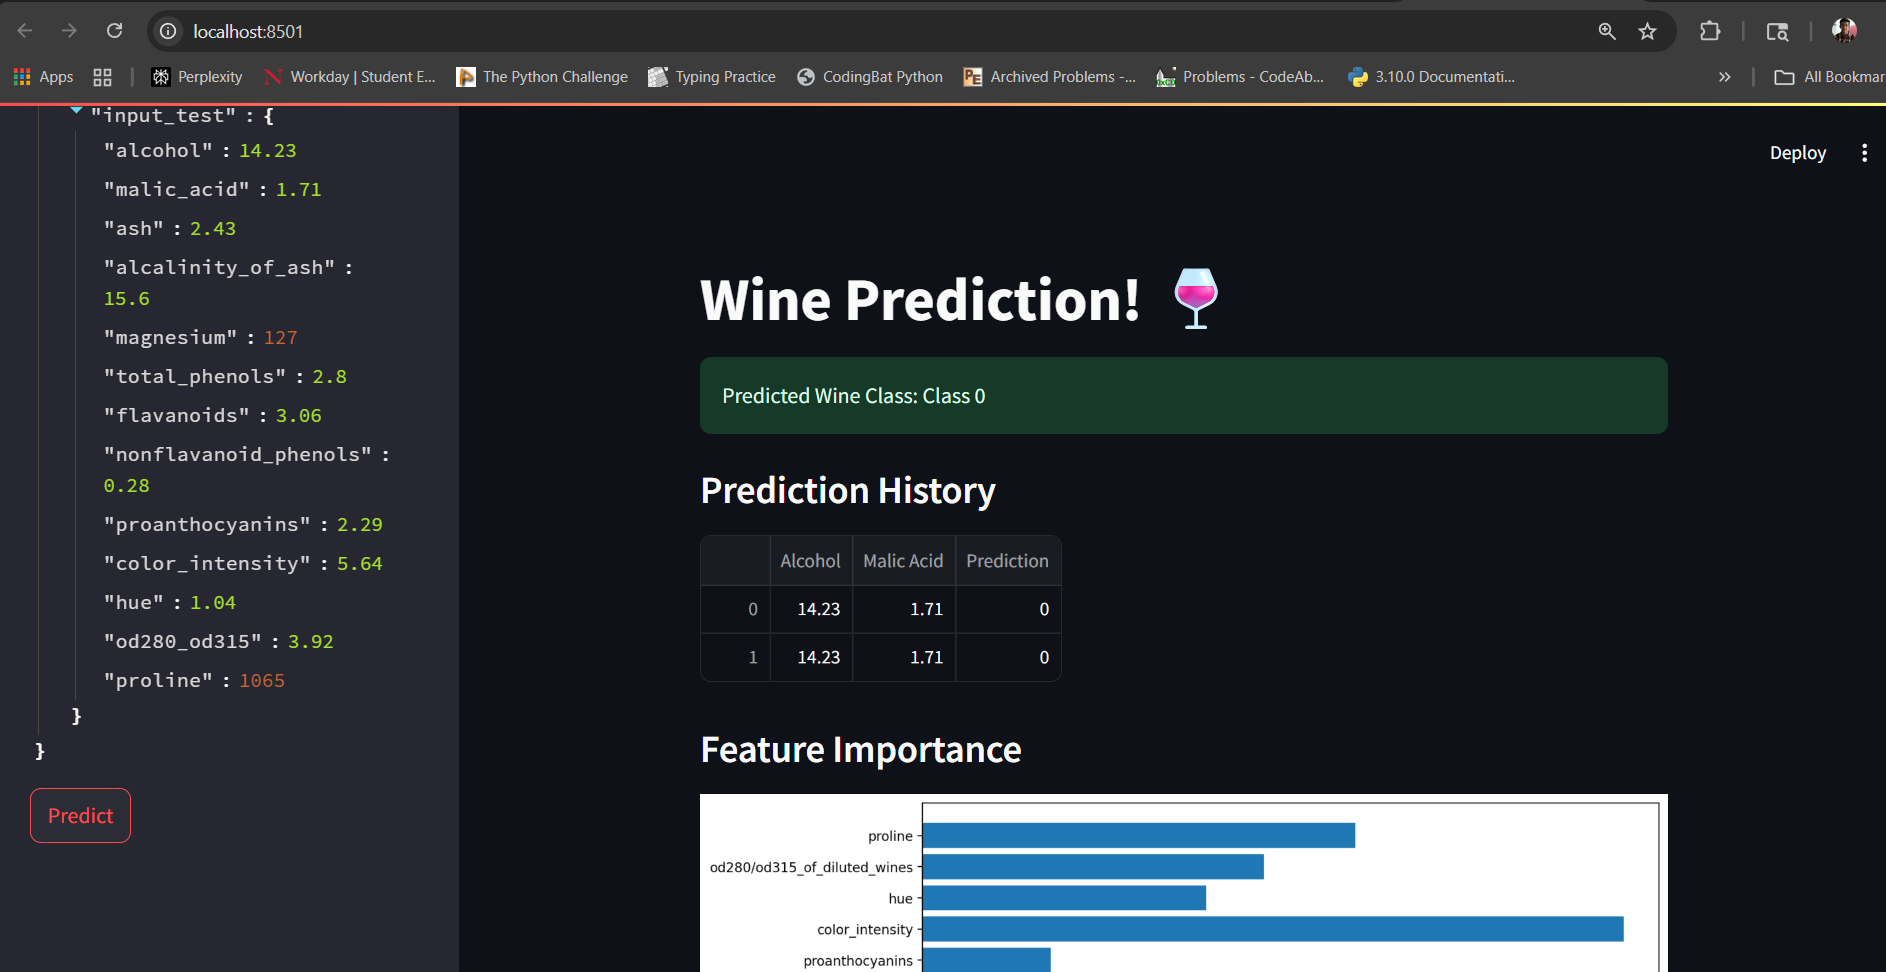 localhost:8501
Apps
Perplexity
Workday | Student E...
The Python Challenge
Typing Practice
CodingBat Python
Archived Problems -...
Problems - CodeAb...
3.10.0 Documentati...
»
All Bookmar
"input_test" : {
"alcohol" : 14.23
"malic_acid" : 1.71
"ash" : 2.43
"alcalinity_of_ash" :
15.6
"magnesium" : 127
"total_phenols" : 2.8
"flavanoids" : 3.06
"nonflavanoid_phenols" :
0.28
"proanthocyanins" : 2.29
"color_intensity" : 5.64
"hue" : 1.04
"od280_od315" : 3.92
"proline" : 1065
}
}
Predict
Deploy
Wine Prediction!
Predicted Wine Class: Class 0
Prediction History
Alcohol Malic Acid Prediction
0 14.23 1.71 0
1 14.23 1.71 0
Feature Importance
proline
od280/od315_of_diluted_wines
hue
color_intensity
proanthocyanins